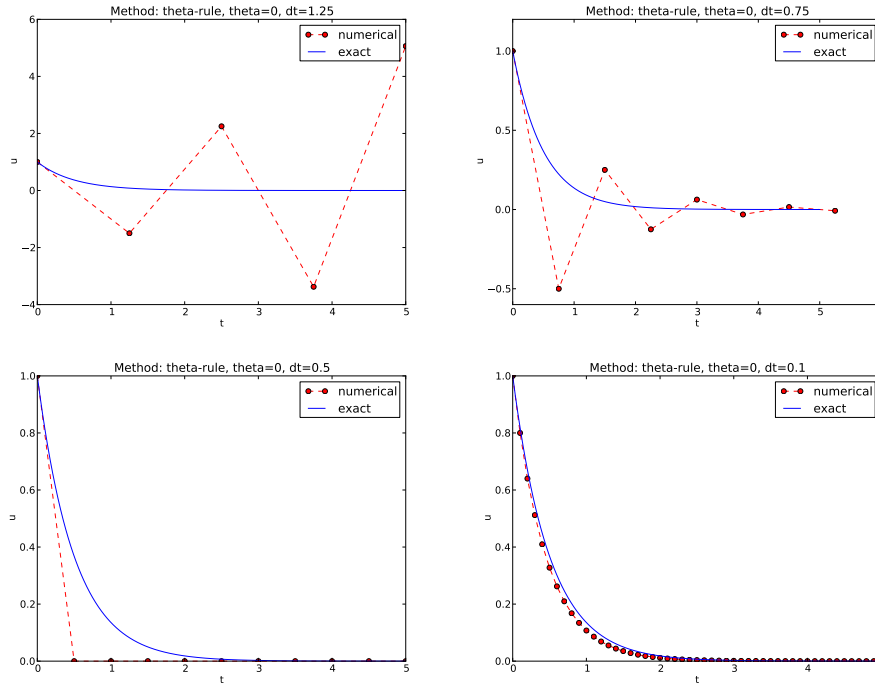 Method: theta-rule, theta=0, dt=1.25
numerical
exact
6
4
2
0
−2
−4
u
0
1
2
3
4
5
t
Method: theta-rule, theta=0, dt=0.75
numerical
exact
1.0
0.5
0.0
−0.5
u
0
1
2
3
4
5
t
Method: theta-rule, theta=0, dt=0.5
numerical
exact
1.0
0.8
0.6
0.4
0.2
0.0
u
0
1
2
3
4
5
t
Method: theta-rule, theta=0, dt=0.1
numerical
exact
1.0
0.8
0.6
0.4
0.2
0.0
u
0
1
2
3
4
t